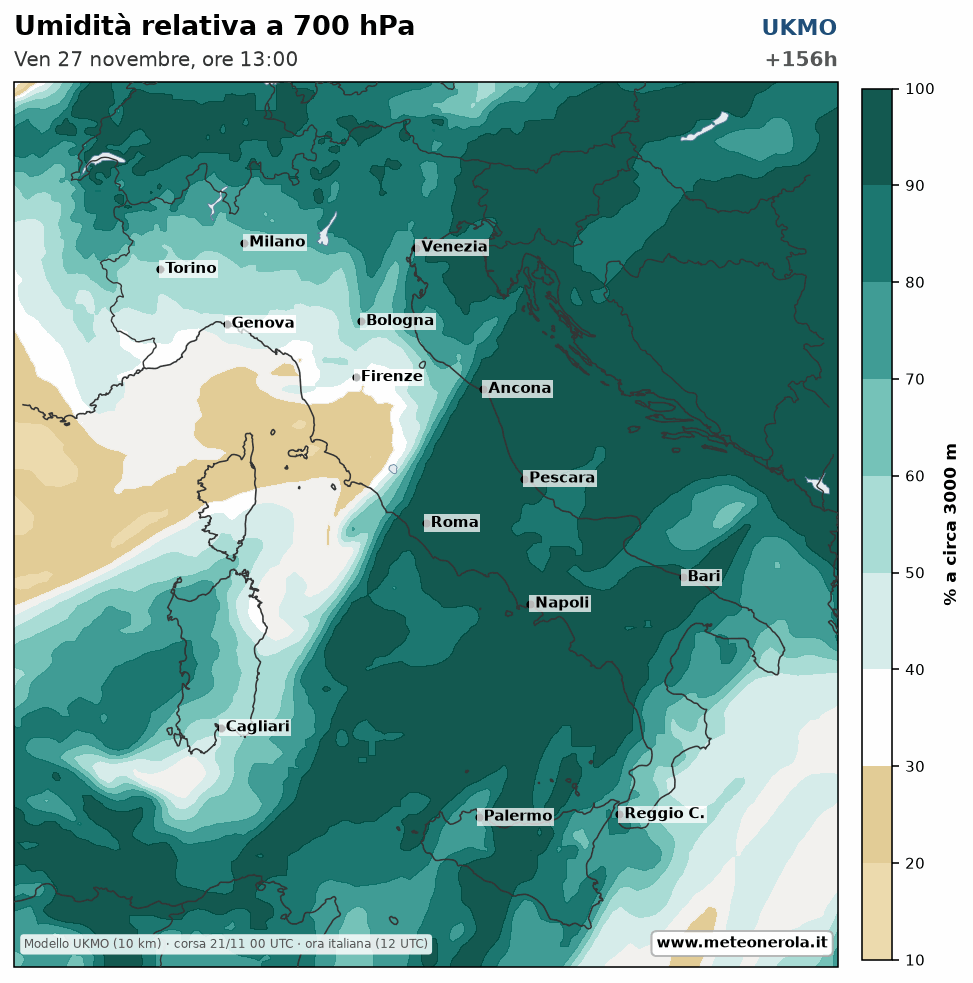 Umidità relativa a 700 hPa
UKMO
Ven 27 novembre, ore 13:00
+156h
Milano
Venezia
Torino
Genova
Bologna
Firenze
Ancona
Pescara
Roma
Bari
Napoli
Cagliari
Palermo
Reggio C.
100
90
80
70
60
50
40
30
20
10
% a circa 3000 m
Modello UKMO (10 km) · corsa 21/11 00 UTC · ora italiana (12 UTC)
www.meteonerola.it